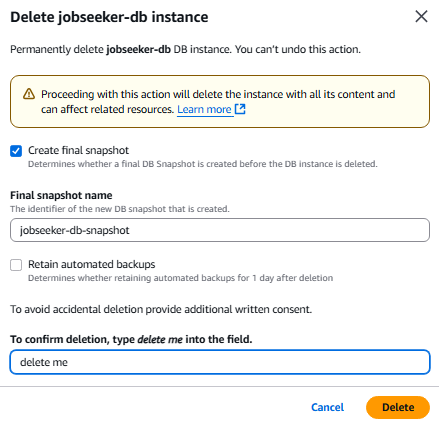 Delete jobseeker-db instance
Permanently delete jobseeker-db DB instance. You can't undo this action.
Proceeding with this action will delete the instance with all its content and
can affect related resources. Learn more
Create final snapshot
Determines whether a final DB Snapshot is created before the DB instance is deleted.
Final snapshot name
The identifier of the new DB snapshot that is created.
jobseeker-db-snapshot
Retain automated backups
Determines whether retaining automated backups for 1 day after deletion
To avoid accidental deletion provide additional written consent.
To confirm deletion, type delete me into the field.
delete me
Cancel Delete